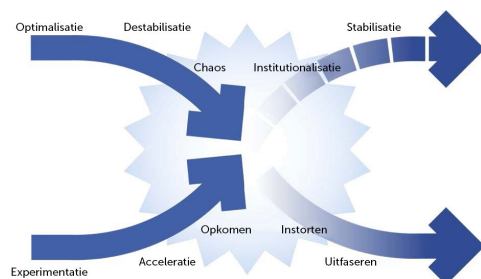 Optimalisatie
Destabilisatie
Stabilisatie
Chaos
Institutionalisatie
Opkomen
Instorten
Acceleratie
Uitfaseren
Experimentatie